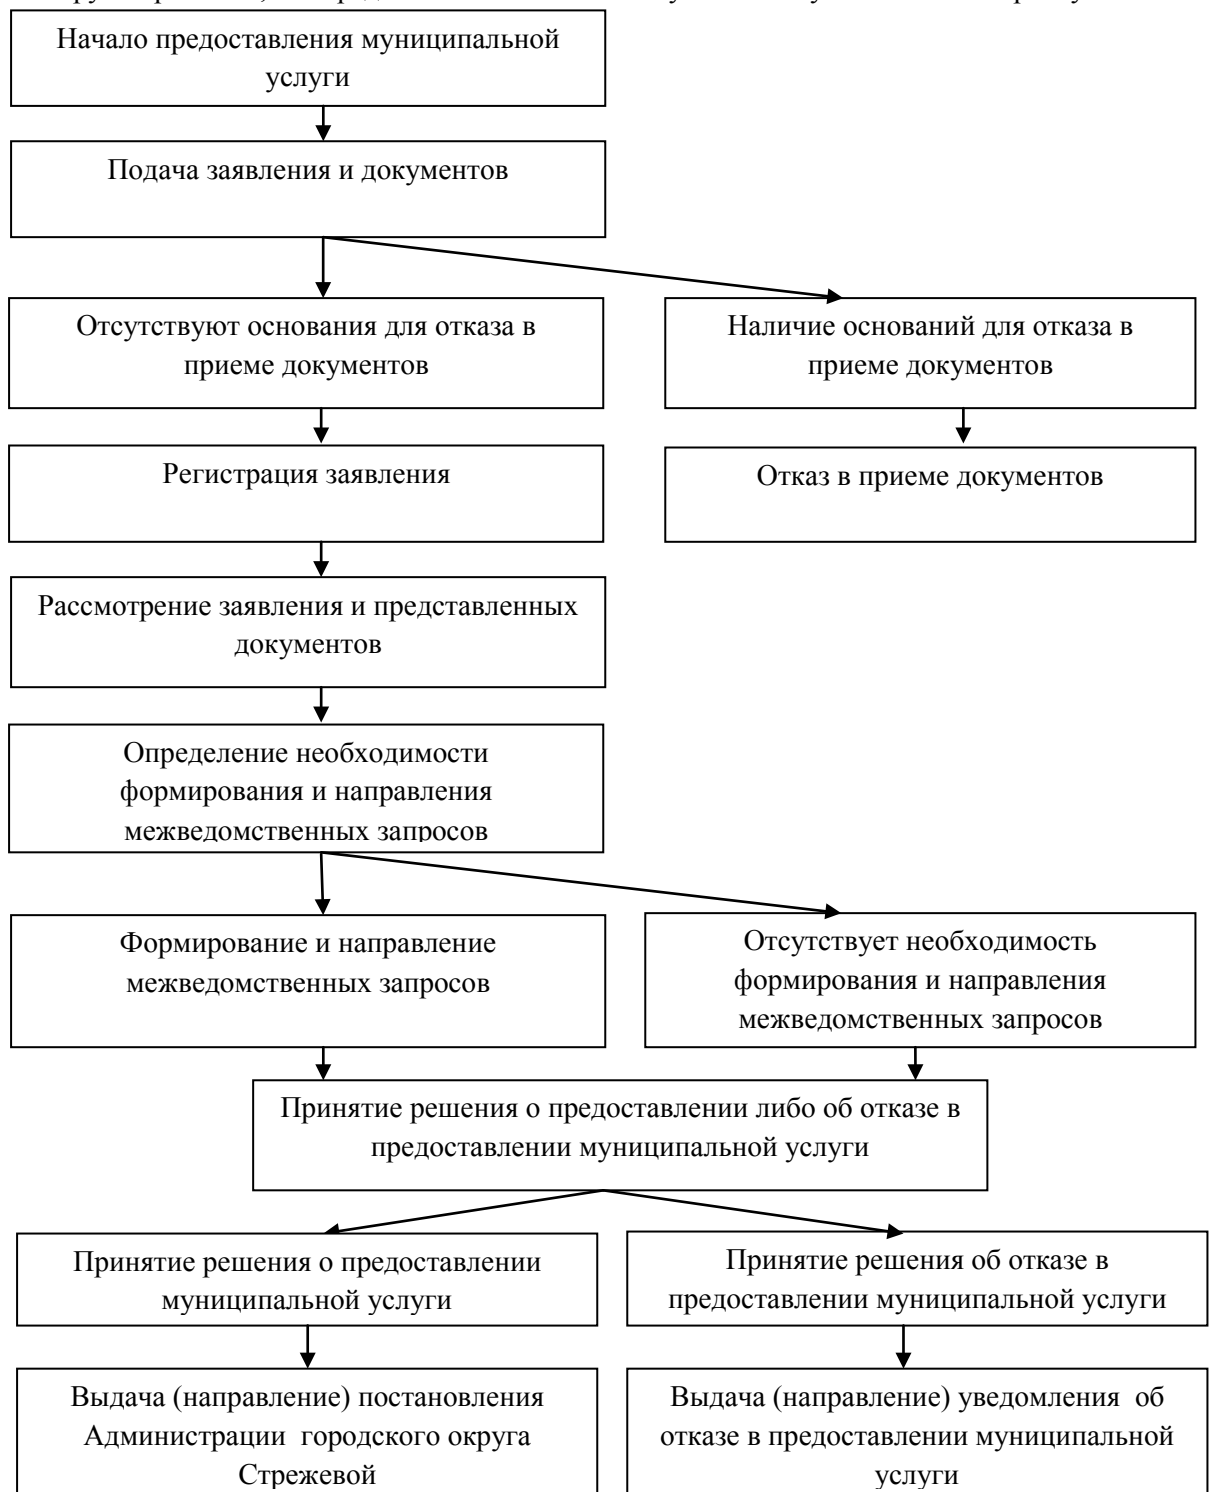 Начало предоставления муниципальной
услуги
Подача заявления и документов
Отсутствуют основания для отказа в
приеме документов
Наличие оснований для отказа в
приеме документов
Регистрация заявления
Отказ в приеме документов
Рассмотрение заявления и представленных
документов
Определение необходимости
формирования и направления
межведомственных запросов
Формирование и направление
межведомственных запросов
Отсутствует необходимость
формирования и направления
межведомственных запросов
Принятие решения о предоставлении либо об отказе в
предоставлении муниципальной услуги
Принятие решения о предоставлении
муниципальной услуги
Принятие решения об отказе в
предоставлении муниципальной услуги
Выдача (направление) постановления
Администрации  городского округа
Стрежевой
Выдача (направление) уведомления  об
отказе в предоставлении муниципальной
услуги